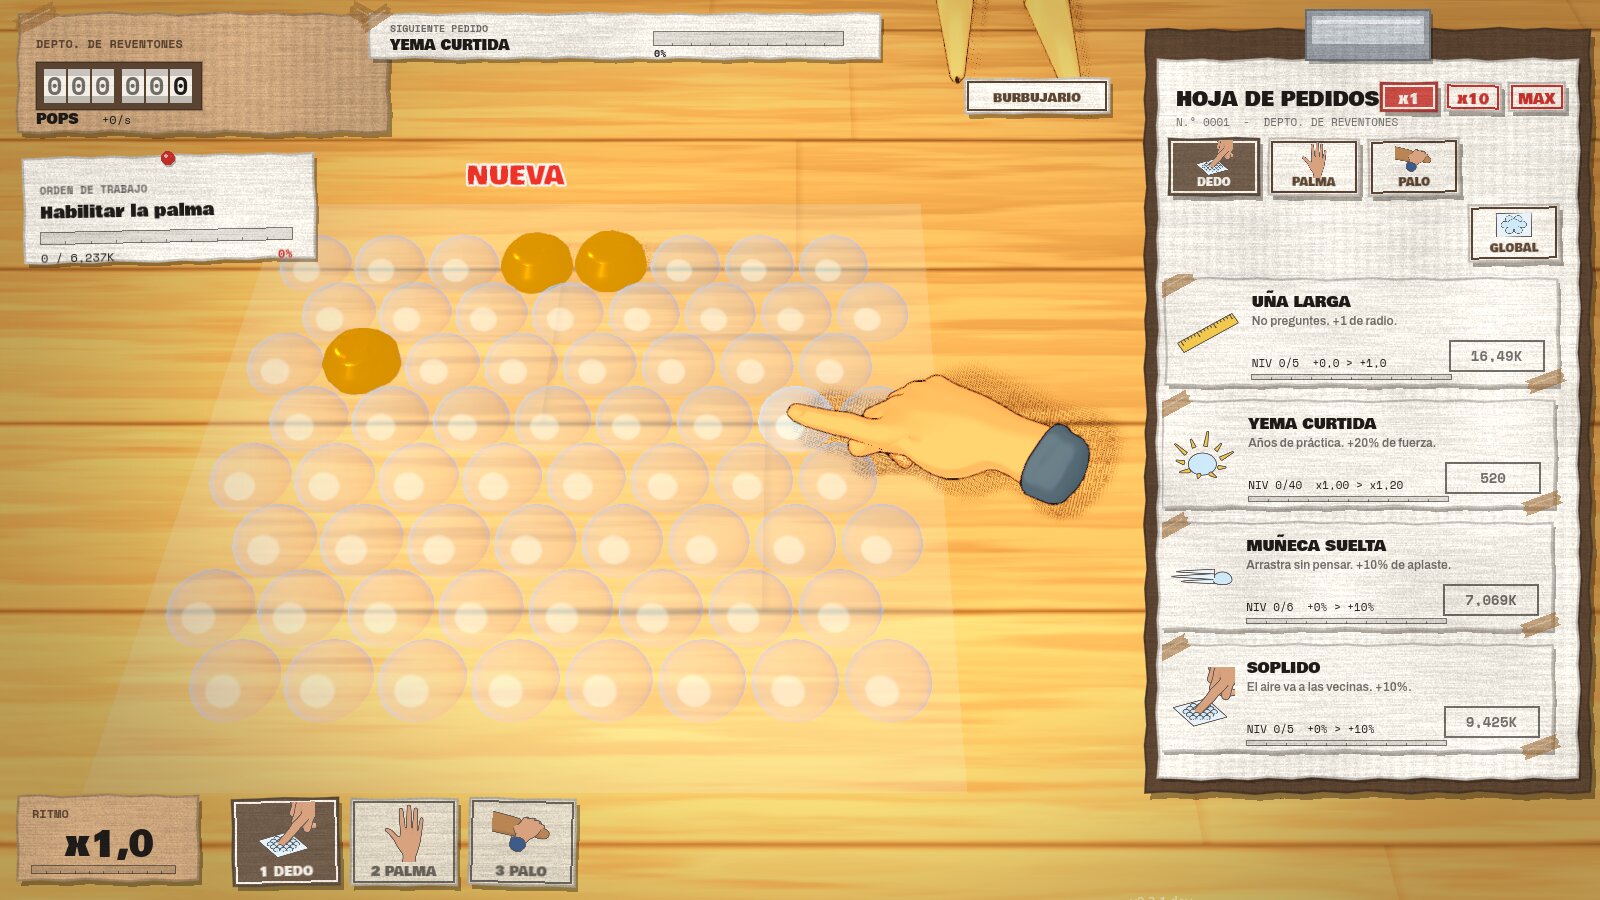 DEPTO. DE REVENTONES
000000
POPS +0/s
SIGUIENTE PEDIDO
YEMA CURTIDA
0%
BURBUJARIO
ORDEN DE TRABAJO
Habilitar la palma
0 / 6,237K
0%
NUEVA
HOJA DE PEDIDOS
x1
x10
MAX
N.° 0001 - DEPTO. DE REVENTONES
DEDO
PALMA
PALO
GLOBAL
UÑA LARGA
No preguntes. +1 de radio.
NIV 0/5 +0,0 > +1,0
16,49K
YEMA CURTIDA
Años de práctica. +20% de fuerza.
NIV 0/40 x1,00 > x1,20
520
MUÑECA SUELTA
Arrastra sin pensar. +10% de aplaste.
NIV 0/6 +0% > +10%
7,069K
SOPLIDO
El aire va a las vecinas. +10%.
NIV 0/5 +0% > +10%
9,425K
RITMO
x1,0
1 DEDO
2 PALMA
3 PALO